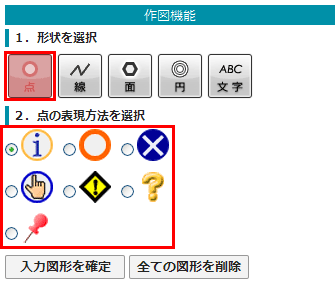 作図機能
1．形状を選択
点 線 面 円 ABC 文字
2．点の表現方法を選択
入力図形を確定 全ての図形を削除